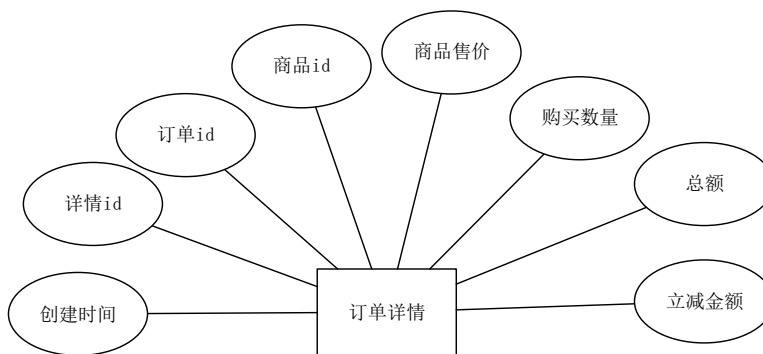 商品售价
商品id
购买数量
订单id
总额
详情id
立减金额
订单详情
创建时间